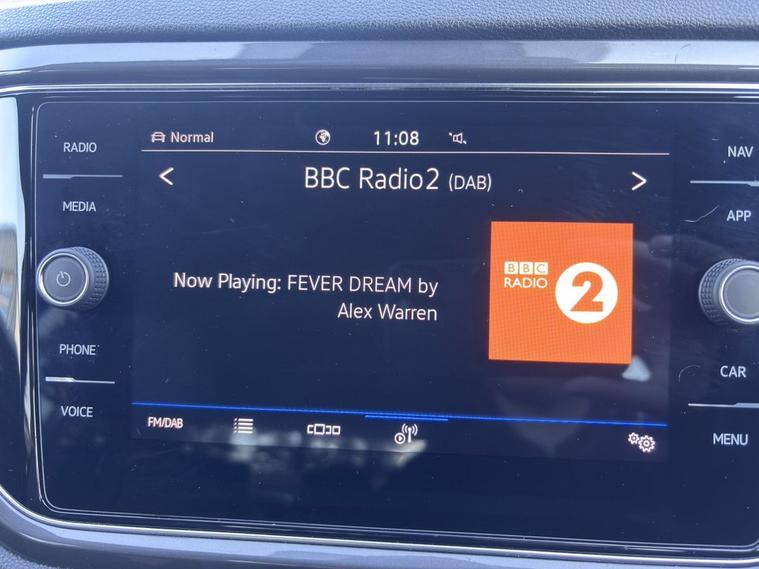 RADIO
MEDIA
PHONE
VOICE
Normal
11:08
BBC Radio2 (DAB)
Now Playing: FEVER DREAM by
Alex Warren
BBC
RADIO
2
FM/DAB
NAV
APP
CAR
MENU